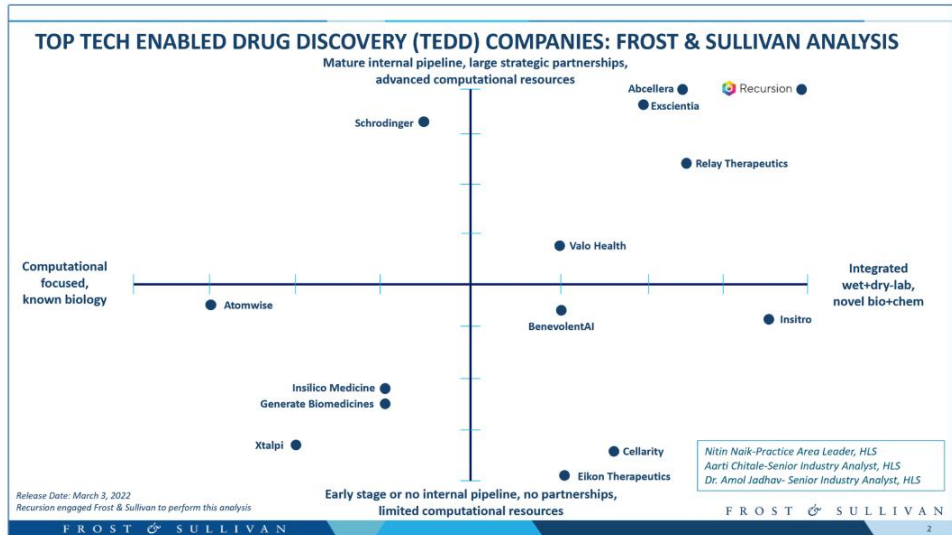 TOP TECH ENABLED DRUG DISCOVERY (TEDD) COMPANIES: FROST & SULLIVAN ANALYSIS
Mature internal pipeline, large strategic partnerships,
advanced computational resources
Abcellera
Recursion
Exscientia
Schrodinger
Relay Therapeutics
Valo Health
Computational
focused,
known biology
Integrated
wet+dry-lab,
novel bio+chem
Atomwise
BenevolentAI
Insitro
Insilico Medicine
Generate Biomedicines
Xtalpi
Cellarity
Eikon Therapeutics
Nitin Naik-Practice Area Leader, HLS
Aarti Chitale-Senior Industry Analyst, HLS
Dr. Amol Jadhav- Senior Industry Analyst, HLS
Early stage or no internal pipeline, no partnerships,
limited computational resources
Release Date: March 3, 2022
Recursion engaged Frost & Sullivan to perform this analysis
FROST & SULLIVAN
FROST & SULLIVAN
2